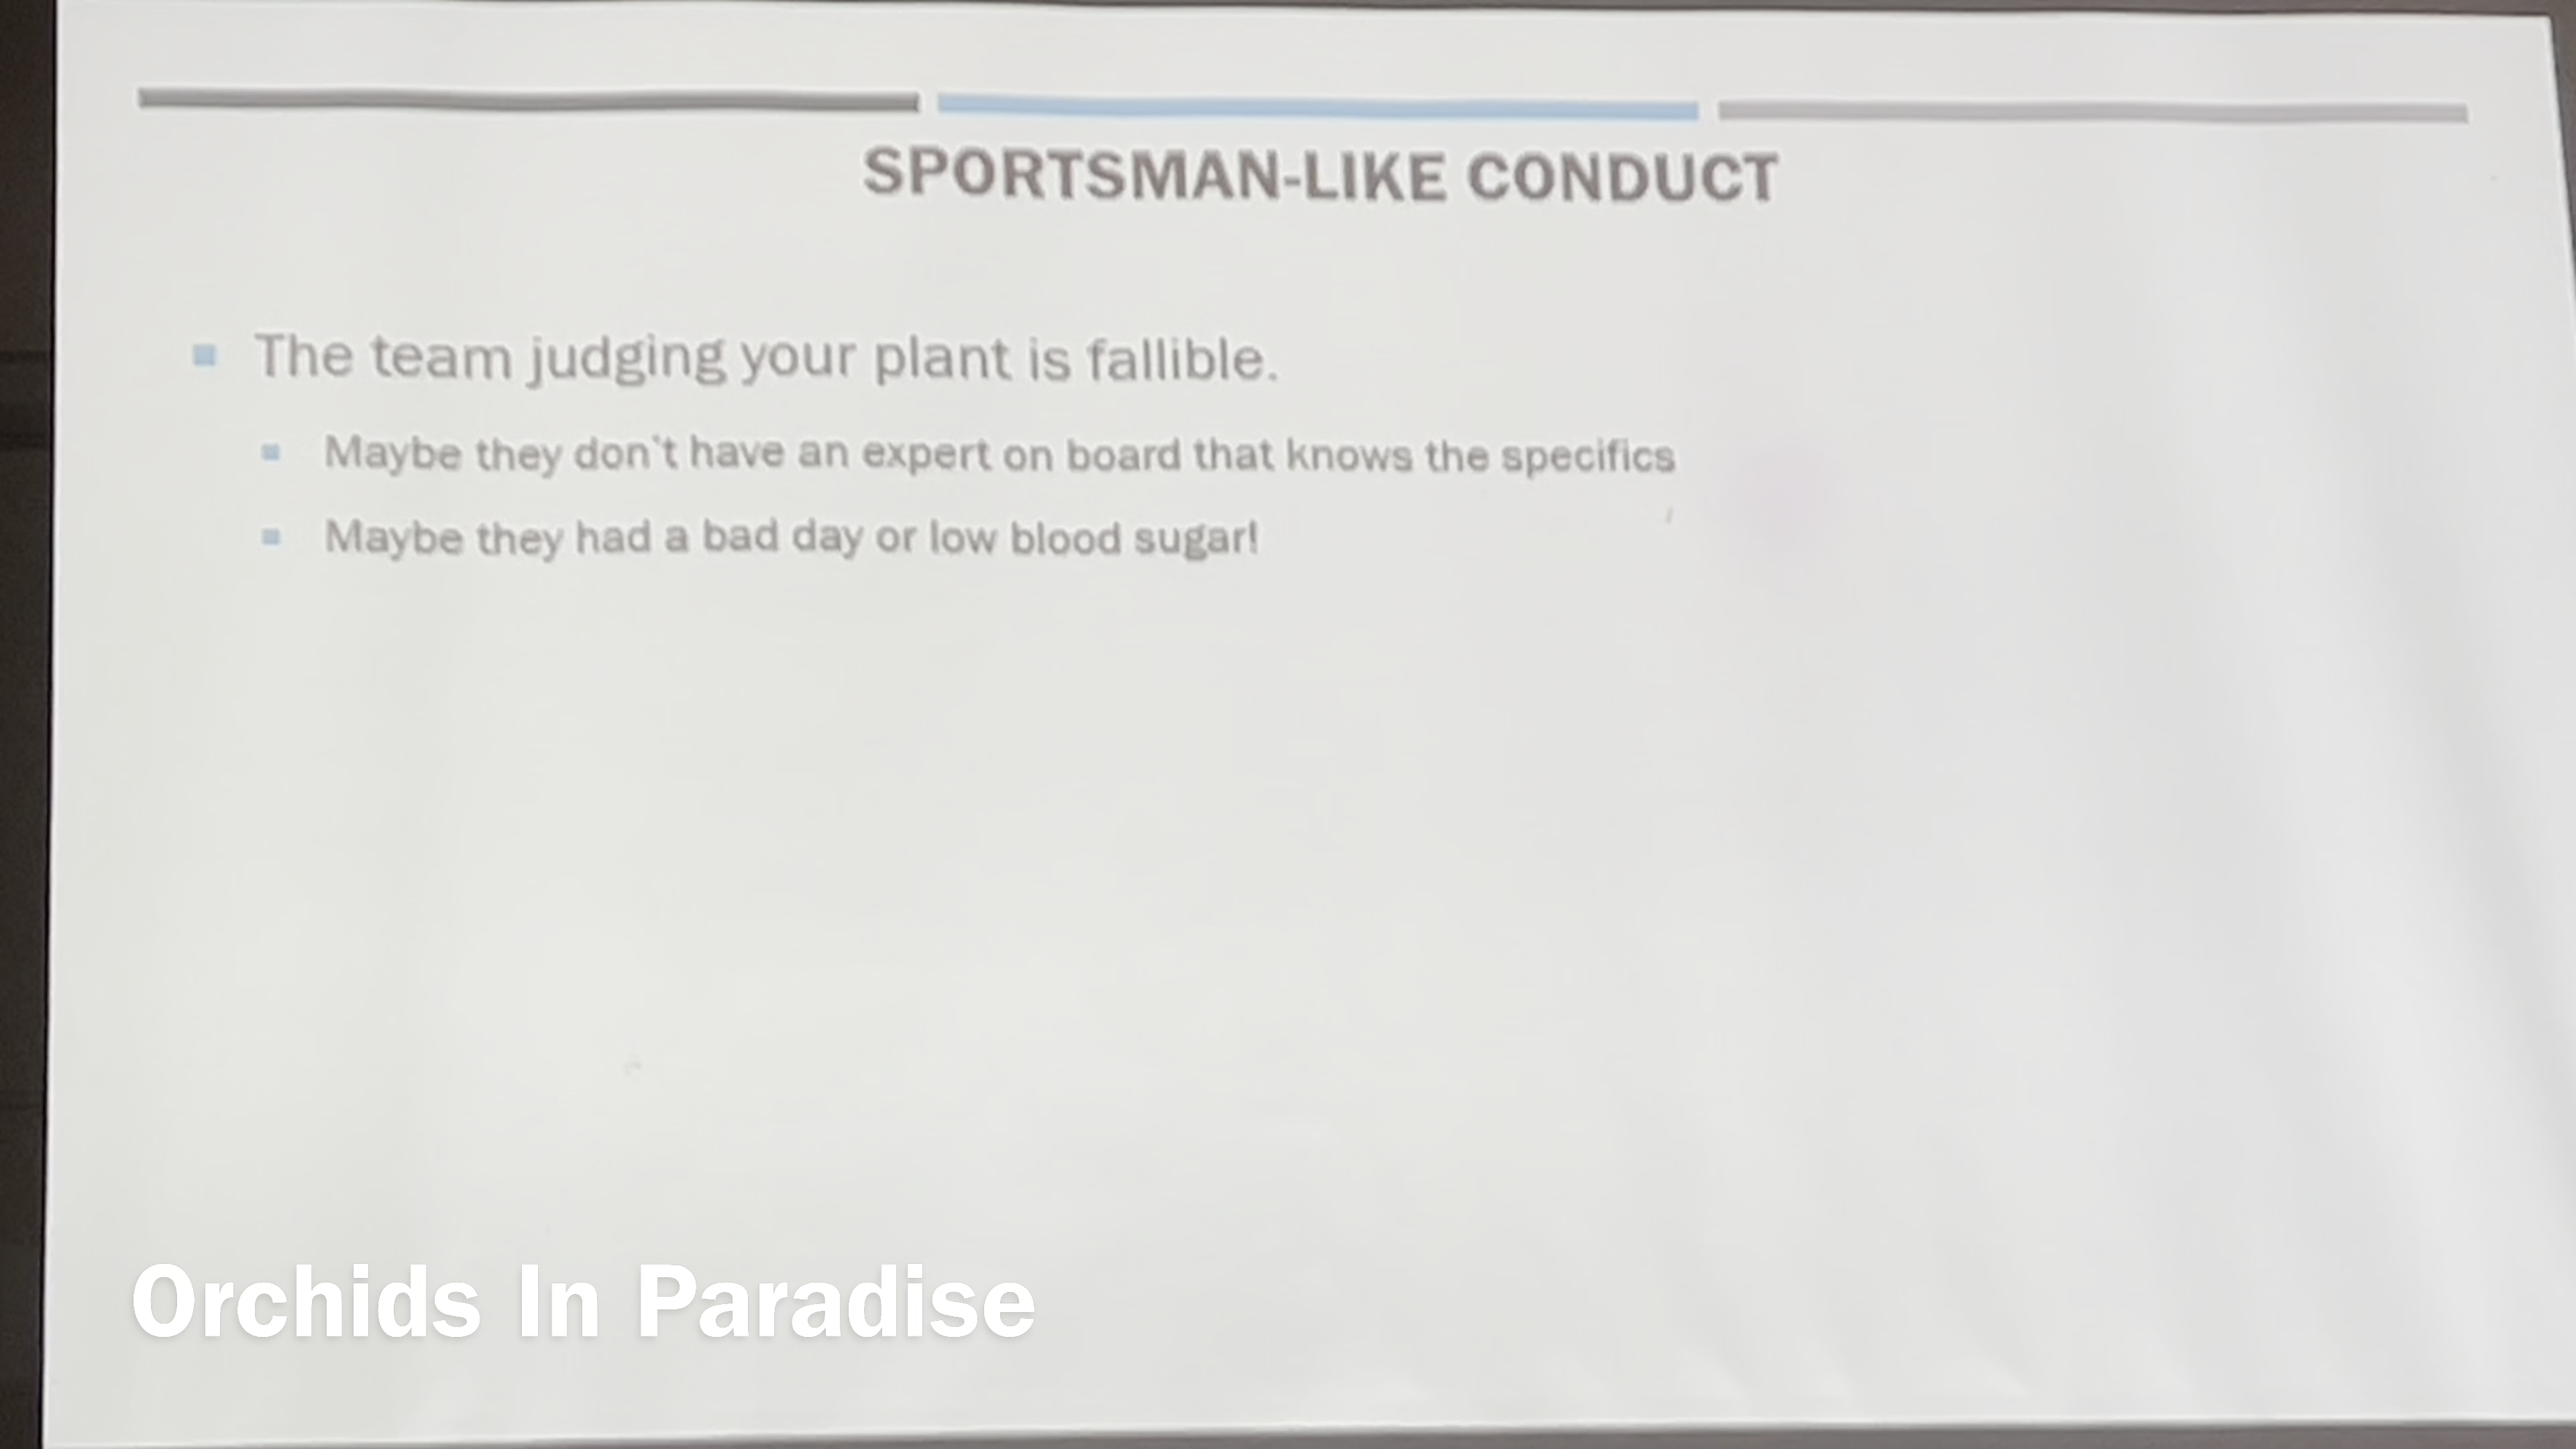 SPORTSMAN-LIKE CONDUCT
The team judging your plant is fallible.
Maybe they don't have an expert on board that knows the specifics
Maybe they had a bad day or low blood sugar!
Orchids In Paradise